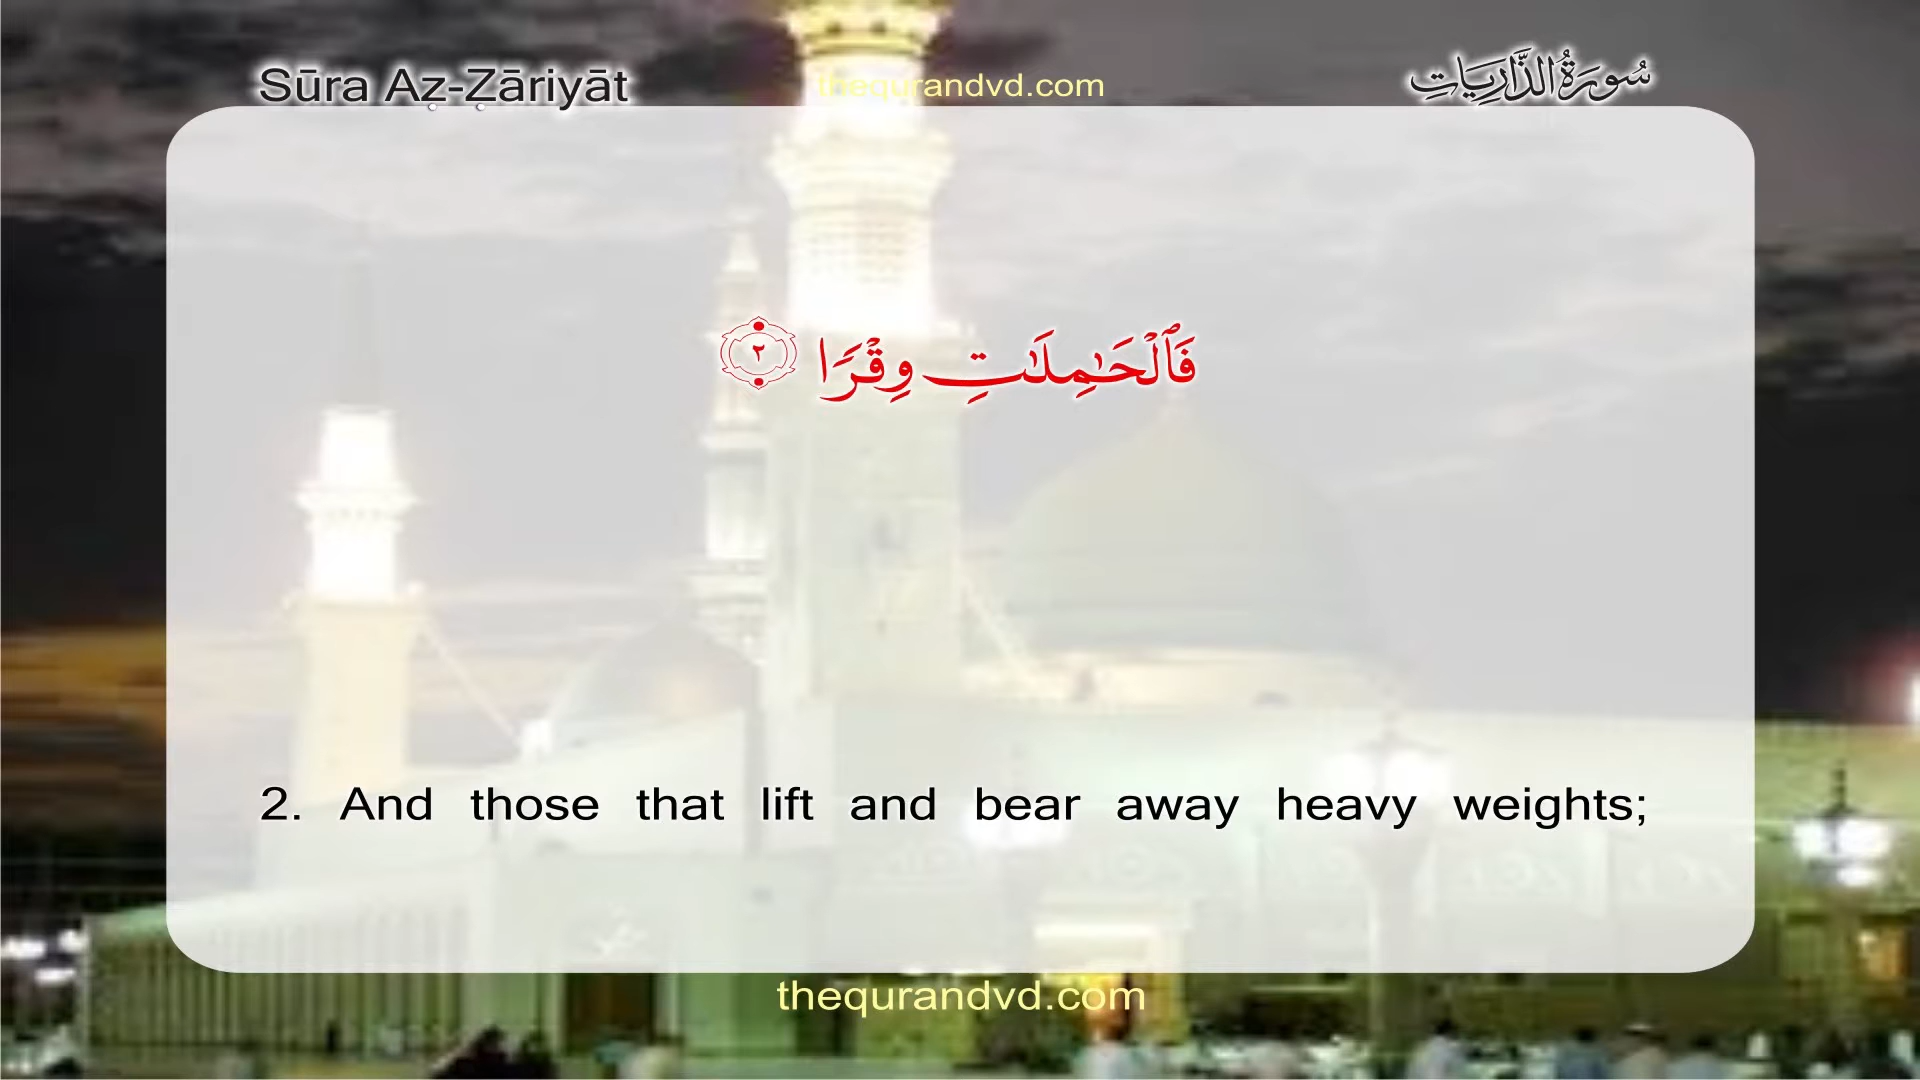 Sūra Aẓ-Ẓāriyāt
thequrandvd.com
سُورَةُ الذَّارِيَاتِ
فَٱلْحَـٰمِلَـٰتِ وِقْرًا ٢
2. And those that lift and bear away heavy weights;
thequrandvd.com